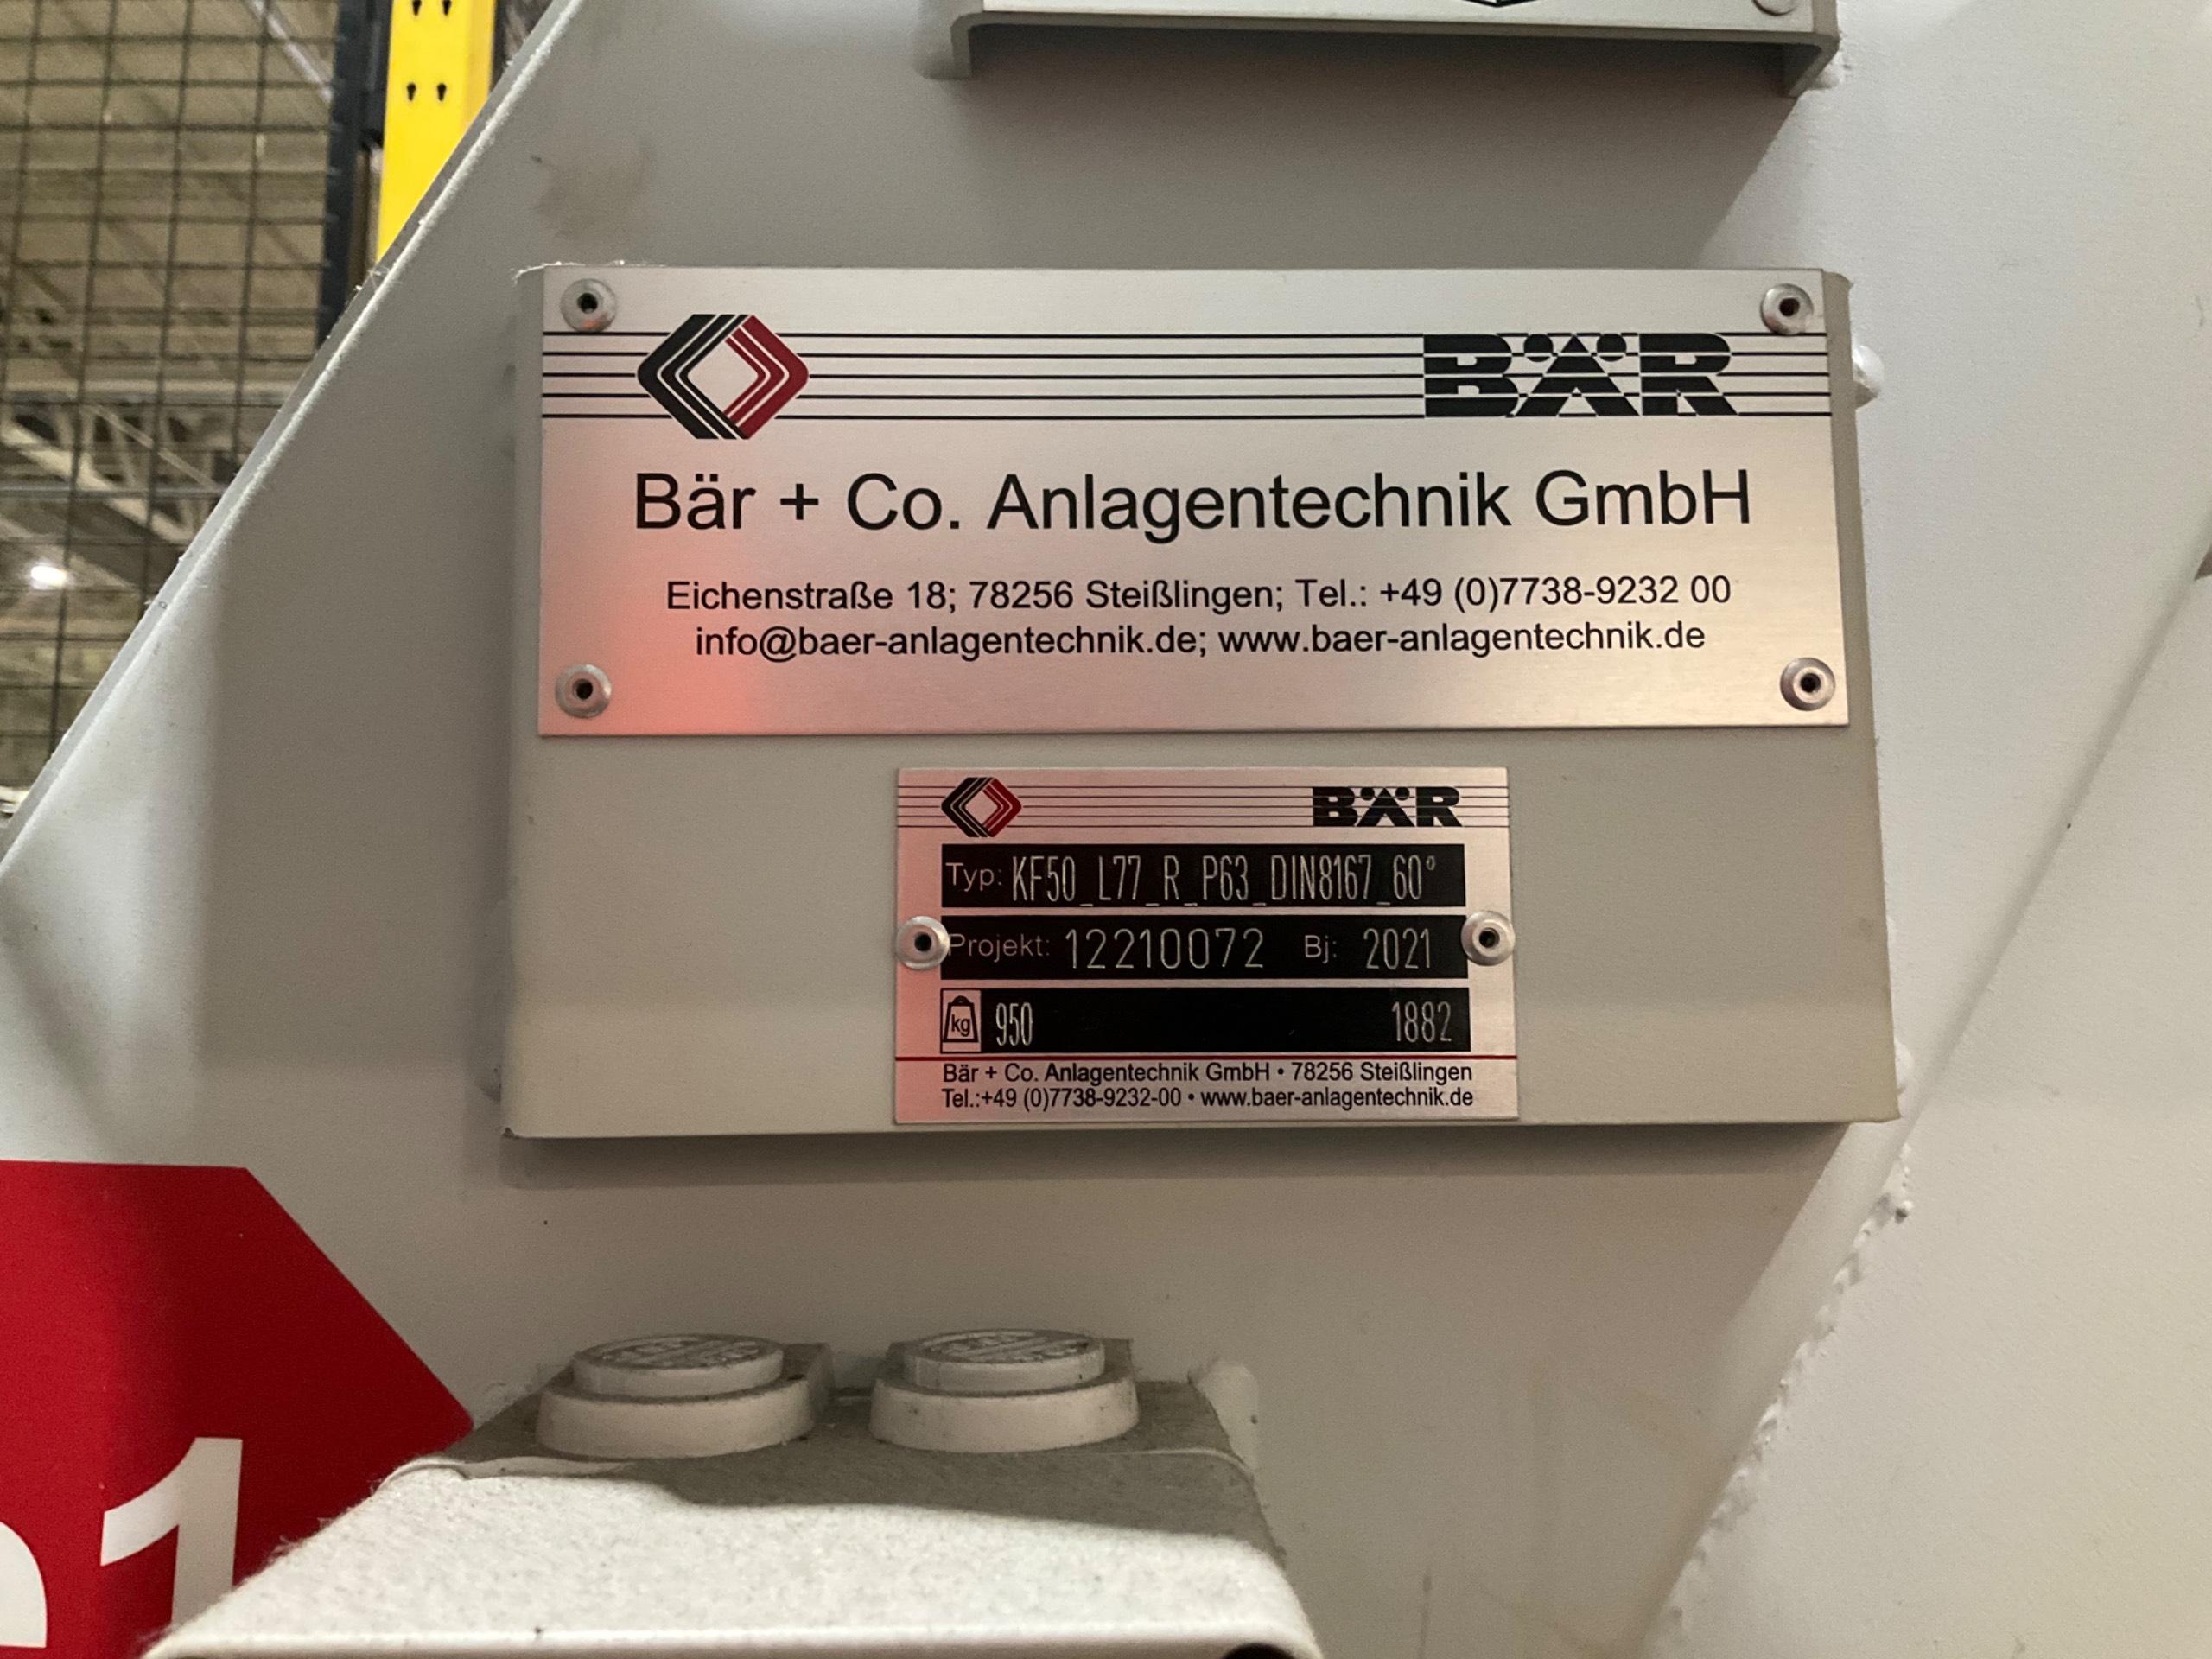 BÄR
Bär + Co. Anlagentechnik GmbH
Eichenstraße 18; 78256 Steißlingen; Tel.: +49 (0)7738-9232 00
info@baer-anlagentechnik.de; www.baer-anlagentechnik.de
BÄR
Typ: KF50_L77_R_P63_DIN8167_60°
Projekt: 12210072 Bj: 2021
kg 950 1882
Bär + Co. Anlagentechnik GmbH • 78256 Steißlingen
Tel.:+49 (0)7738-9232-00 • www.baer-anlagentechnik.de
1